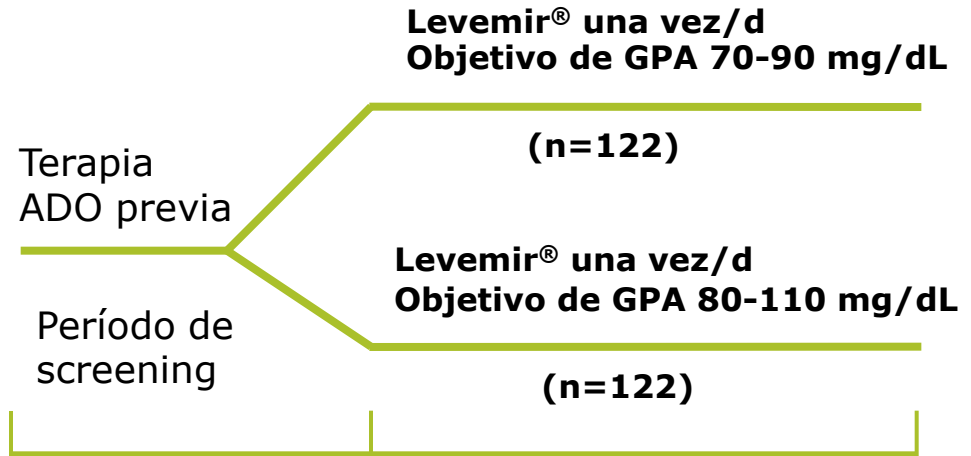 Levemir® una vez/d
Objetivo de GPA 70-90 mg/dL
(n=122)
Terapia
ADO previa
Levemir® una vez/d
Objetivo de GPA 80-110 mg/dL
Período de
screening
(n=122)